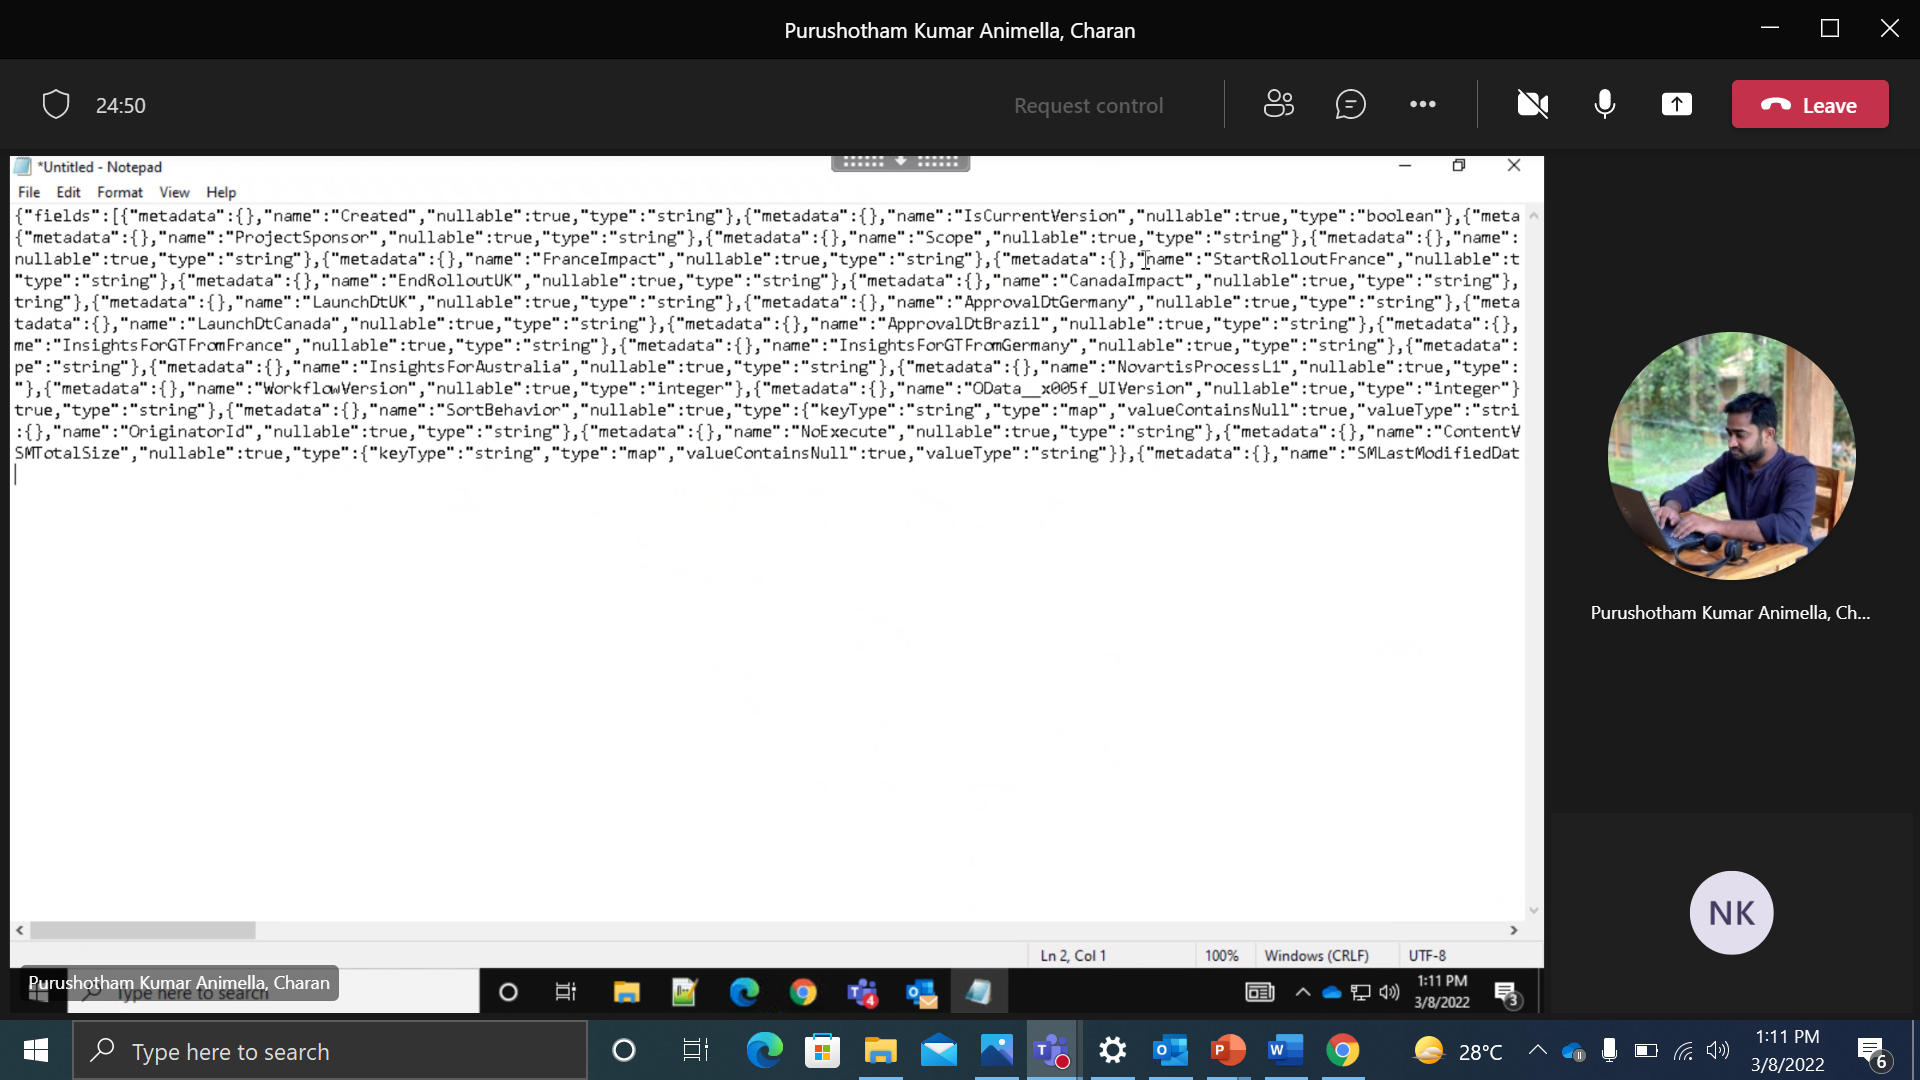 Purushotham Kumar Animella, Charan
24:50
Request control
Leave
*Untitled - Notepad
File Edit Format View Help
{"fields":[{"metadata":{},"name":"Created","nullable":true,"type":"string"},{"metadata":{},"name":"IsCurrentVersion","nullable":true,"type":"boolean"},{"meta
{"metadata":{},"name":"ProjectSponsor","nullable":true,"type":"string"},{"metadata":{},"name":"Scope","nullable":true,"type":"string"},{"metadata":{},"name":
nullable":true,"type":"string"},{"metadata":{},"name":"FranceImpact","nullable":true,"type":"string"},{"metadata":{},"name":"StartRolloutFrance","nullable":t
"type":"string"},{"metadata":{},"name":"EndRolloutUK","nullable":true,"type":"string"},{"metadata":{},"name":"CanadaImpact","nullable":true,"type":"string"},
tring"},{"metadata":{},"name":"LaunchDtUK","nullable":true,"type":"string"},{"metadata":{},"name":"ApprovalDtGermany","nullable":true,"type":"string"},{"meta
tadata":{},"name":"LaunchDtCanada","nullable":true,"type":"string"},{"metadata":{},"name":"ApprovalDtBrazil","nullable":true,"type":"string"},{"metadata":{},
me":"InsightsForGTFromFrance","nullable":true,"type":"string"},{"metadata":{},"name":"InsightsForGTFromGermany","nullable":true,"type":"string"},{"metadata":
pe":"string"},{"metadata":{},"name":"InsightsForAustralia","nullable":true,"type":"string"},{"metadata":{},"name":"NovartisProcessL1","nullable":true,"type":
"},{"metadata":{},"name":"WorkflowVersion","nullable":true,"type":"integer"},{"metadata":{},"name":"OData__x005f_UIVersion","nullable":true,"type":"integer"}
true,"type":"string"},{"metadata":{},"name":"SortBehavior","nullable":true,"type":{"keyType":"string","type":"map","valueContainsNull":true,"valueType":"stri
:{},"name":"OriginatorId","nullable":true,"type":"string"},{"metadata":{},"name":"NoExecute","nullable":true,"type":"string"},{"metadata":{},"name":"ContentV
SMTotalSize","nullable":true,"type":{"keyType":"string","type":"map","valueContainsNull":true,"valueType":"string"}},{"metadata":{},"name":"SMLastModifiedDat
Purushotham Kumar Animella, Ch...
NK
Ln 2, Col 1 100% Windows (CRLF) UTF-8
Purushotham Kumar Animella, Charan
Type here to search
4
1:11 PM
3/8/2022
3
Type here to search
28°C
1:11 PM
3/8/2022
6